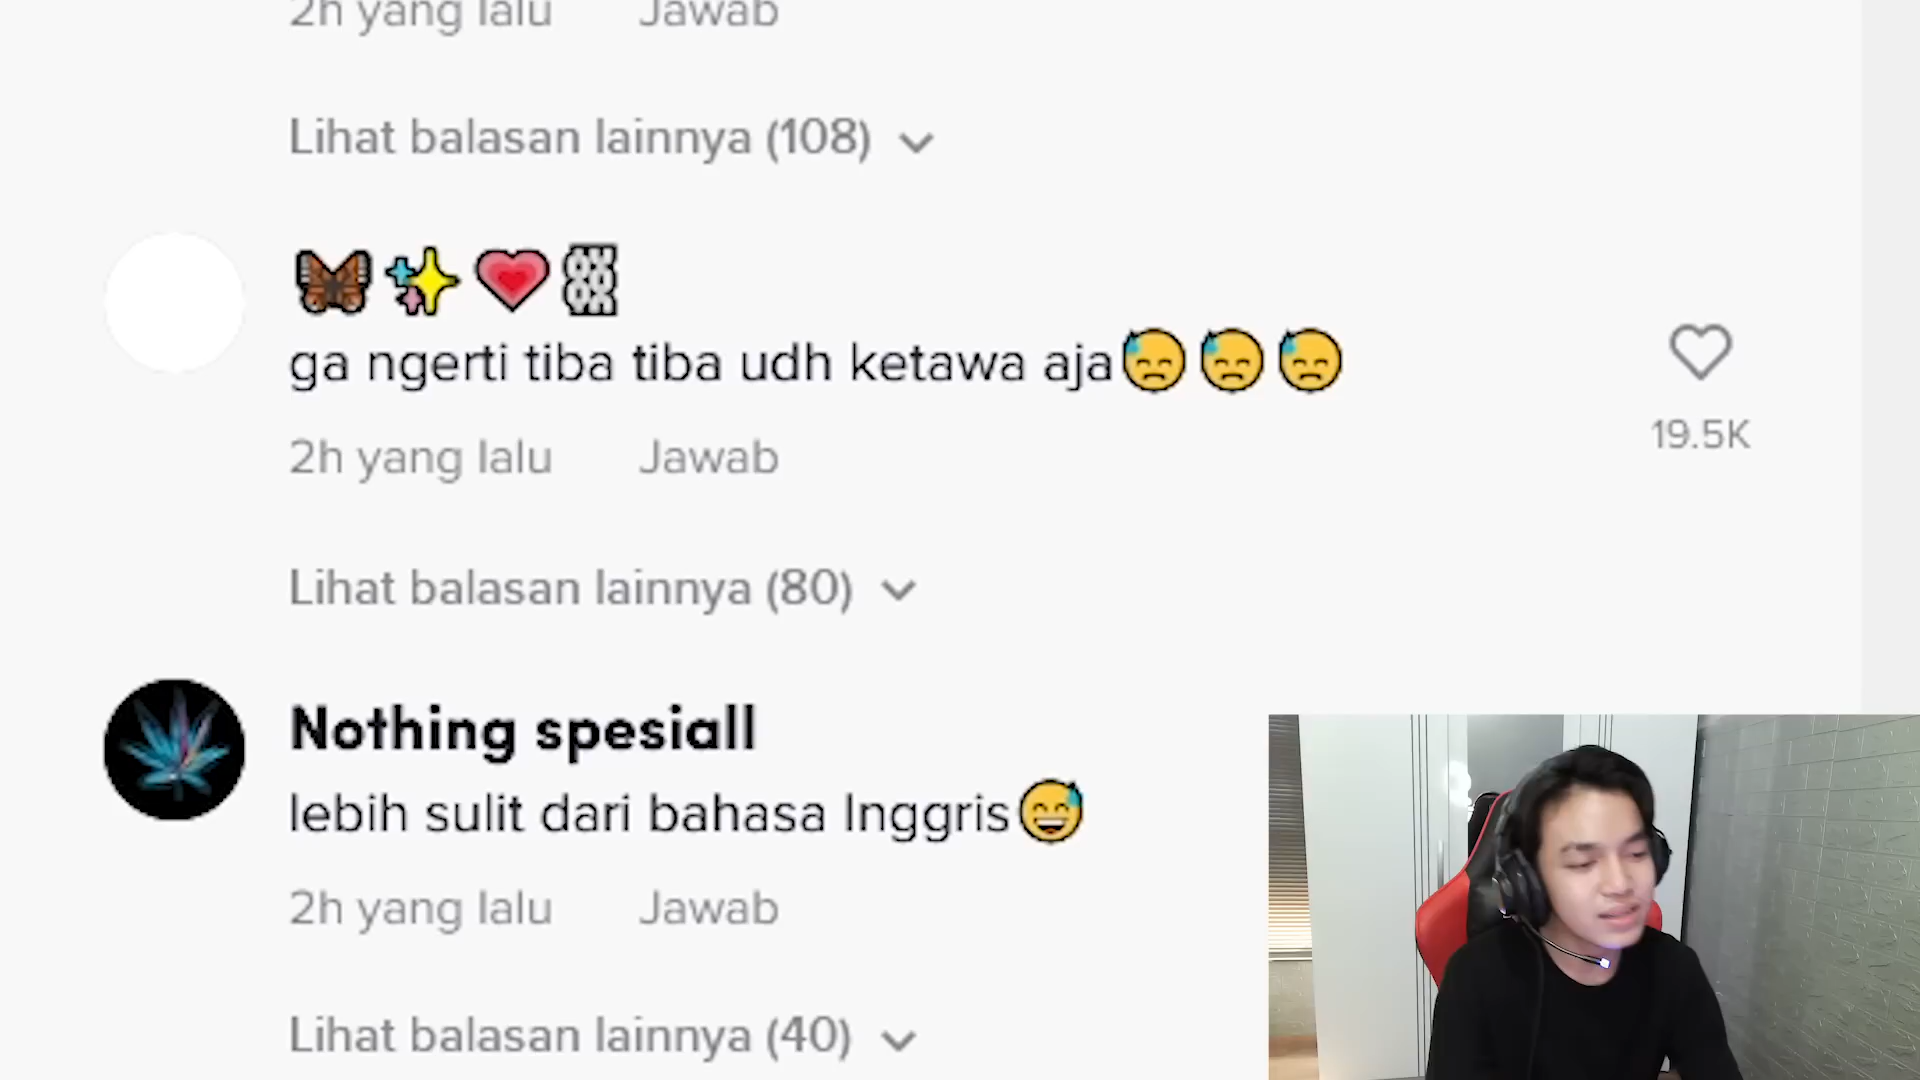 2h yang lalu Jawab
Lihat balasan lainnya (108)
🦋✨💗
ga ngerti tiba tiba udh ketawa aja😓😓😓
19.5K
2h yang lalu Jawab
Lihat balasan lainnya (80)
Nothing spesiall
lebih sulit dari bahasa Inggris😅
2h yang lalu Jawab
Lihat balasan lainnya (40)